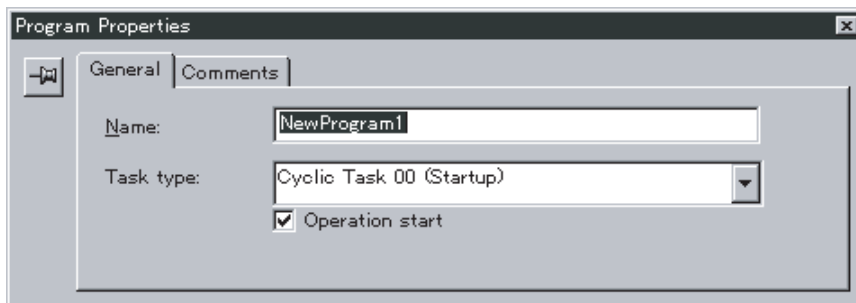 Program Properties
General Comments
Name: NewProgram1
Task type: Cyclic Task 00 (Startup)
Operation start